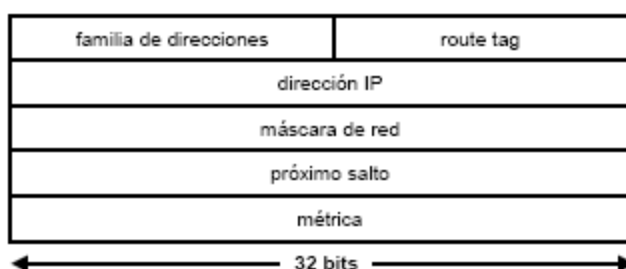 familia de direcciones route tag
dirección IP
máscara de red
próximo salto
métrica
32 bits